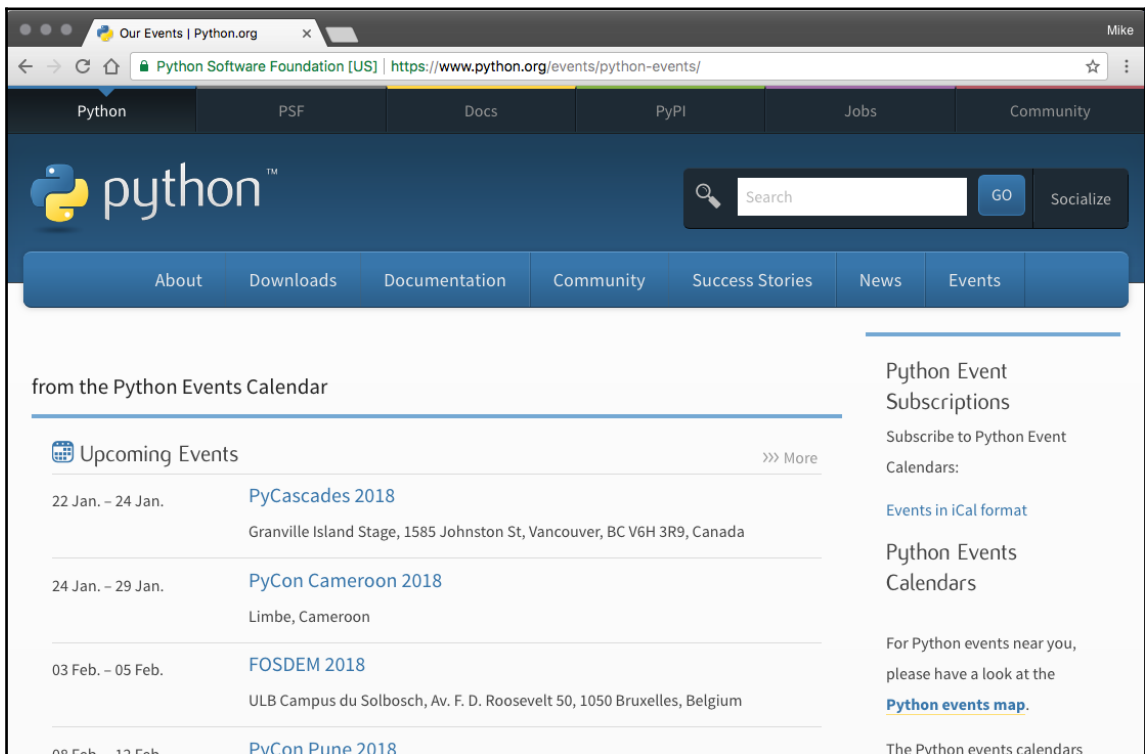 Our Events | Python.org
Mike
Python Software Foundation [US] | https://www.python.org/events/python-events/
Python
PSF
Docs
PyPI
Jobs
Community
python™
Search
GO
Socialize
About
Downloads
Documentation
Community
Success Stories
News
Events
from the Python Events Calendar
Upcoming Events
››› More
22 Jan. – 24 Jan.
PyCascades 2018
Granville Island Stage, 1585 Johnston St, Vancouver, BC V6H 3R9, Canada
24 Jan. – 29 Jan.
PyCon Cameroon 2018
Limbe, Cameroon
03 Feb. – 05 Feb.
FOSDEM 2018
ULB Campus du Solbosch, Av. F. D. Roosevelt 50, 1050 Bruxelles, Belgium
08 Feb. – 12 Feb.
PyCon Pune 2018
Python Event
Subscriptions
Subscribe to Python Event
Calendars:
Events in iCal format
Python Events
Calendars
For Python events near you,
please have a look at the
Python events map.
The Python events calendars